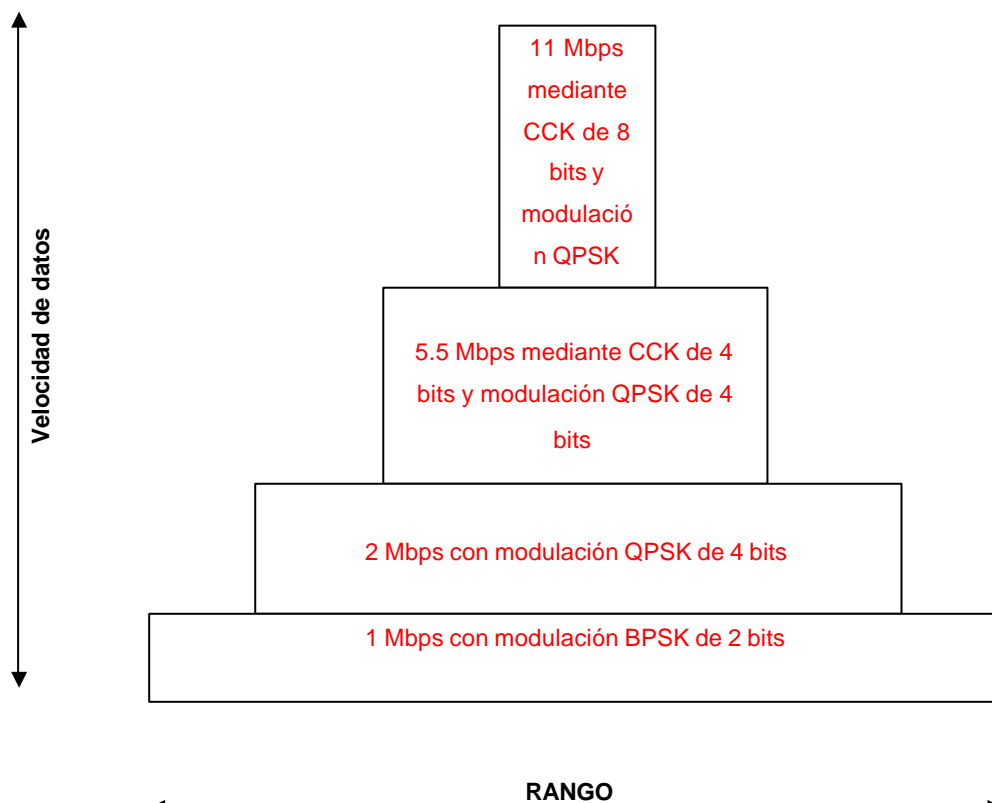 11 Mbps
mediante
CCK de 8
bits y
modulació
n QPSK
Velocidad de datos
5.5 Mbps mediante CCK de 4
bits y modulación QPSK de 4
bits
2 Mbps con modulación QPSK de 4 bits
1 Mbps con modulación BPSK de 2 bits
RANGO